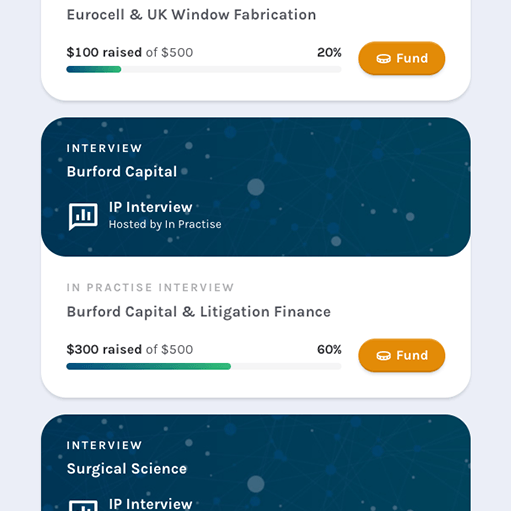 Eurocell & UK Window Fabrication
$100 raised of $500 20%
Fund
INTERVIEW
Burford Capital
IP Interview
Hosted by In Practise
IN PRACTISE INTERVIEW
Burford Capital & Litigation Finance
$300 raised of $500 60%
Fund
INTERVIEW
Surgical Science
IP Interview